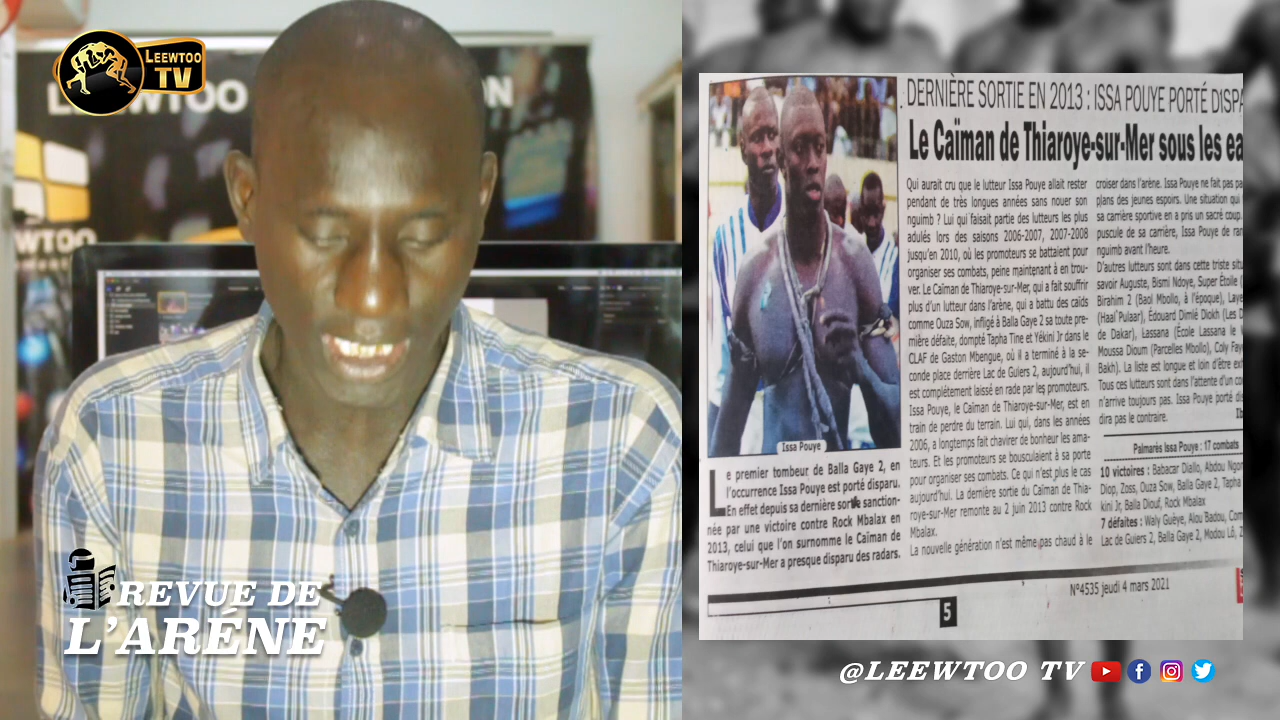 LEEWTOO
TV
LEEWTOO
ON
WTOO
REVUE DE
L'ARÉNE
DERNIÈRE SORTIE EN 2013 : ISSA POUYE PORTÉ DISPA
Le Caïman de Thiaroye-sur-Mer sous les ea
Issa Pouye
Le premier tombeur de Balla Gaye 2, en
l'occurrence Issa Pouye est porté disparu.
En effet depuis sa dernière sortie sanction-
née par une victoire contre Rock Mbalax en
2013, celui que l'on surnomme le Caïman de
Thiaroye-sur-Mer a presque disparu des radars.
Qui aurait cru que le lutteur Issa Pouye allait rester
pendant de très longues années sans nouer son
nguimb ? Lui qui faisait partie des lutteurs les plus
adulés lors des saisons 2006-2007, 2007-2008
jusqu'en 2010, où les promoteurs se battaient pour
organiser ses combats, peine maintenant à en trou-
ver. Le Caïman de Thiaroye-sur-Mer, qui a fait souffrir
plus d'un lutteur dans l'arène, qui a battu des caïds
comme Ouza Sow, infligé à Balla Gaye 2 sa toute pre-
mière défaite, dompté Tapha Tine et Yékini Jr dans le
CLAF de Gaston Mbengue, où il a terminé à la se-
conde place derrière Lac de Guiers 2, aujourd'hui, il
est complètement laissé en rade par les promoteurs.
Issa Pouye, le Caïman de Thiaroye-sur-Mer, est en
train de perdre du terrain. Lui qui, dans les années
2006, a longtemps fait chavirer de bonheur les ama-
teurs. Et les promoteurs se bousculaient à sa porte
pour organiser ses combats. Ce qui n'est plus le cas
aujourd'hui. La dernière sortie du Caïman de Thia-
roye-sur-Mer remonte au 2 juin 2013 contre Rock
Mbalax.
La nouvelle génération n'est même pas chaud à le
croiser dans l'arène. Issa Pouye ne fait pas pa
plans des jeunes espoirs. Une situation qui
sa carrière sportive en a pris un sacré coup.
puscule de sa carrière, Issa Pouye de ran
nguimb avant l'heure.
D'autres lutteurs sont dans cette triste situ
savoir Auguste, Bismi Ndoye, Super Étoile (
Birahim 2 (Baol Mbollo, à l'époque), Laye
(Haal Pulaar), Édouard Dimlé Diokh (Les D
de Dakar), Lassana (École Lassana le
Moussa Dioum (Parcelles Mbollo), Coly Fay
Bakh). La liste est longue et loin d'être ex
Tous ces lutteurs sont dans l'attente d'un co
n'arrive toujours pas. Issa Pouye porté dis
dira pas le contraire.
Palmarès Issa Pouye : 17 combats
10 victoires : Babacar Diallo, Abdou Ngo
Diop, Zoss, Ouza Sow, Balla Gaye 2, Tapha
kini Jr, Balla Diouf, Rock Mbalax
7 défaites : Waly Guèye, Alou Badou, Com
Lac de Guiers 2, Balla Gaye 2, Modou Lô, Z
N°4535 jeudi 4 mars 2021
5
@LEEWTOO TV